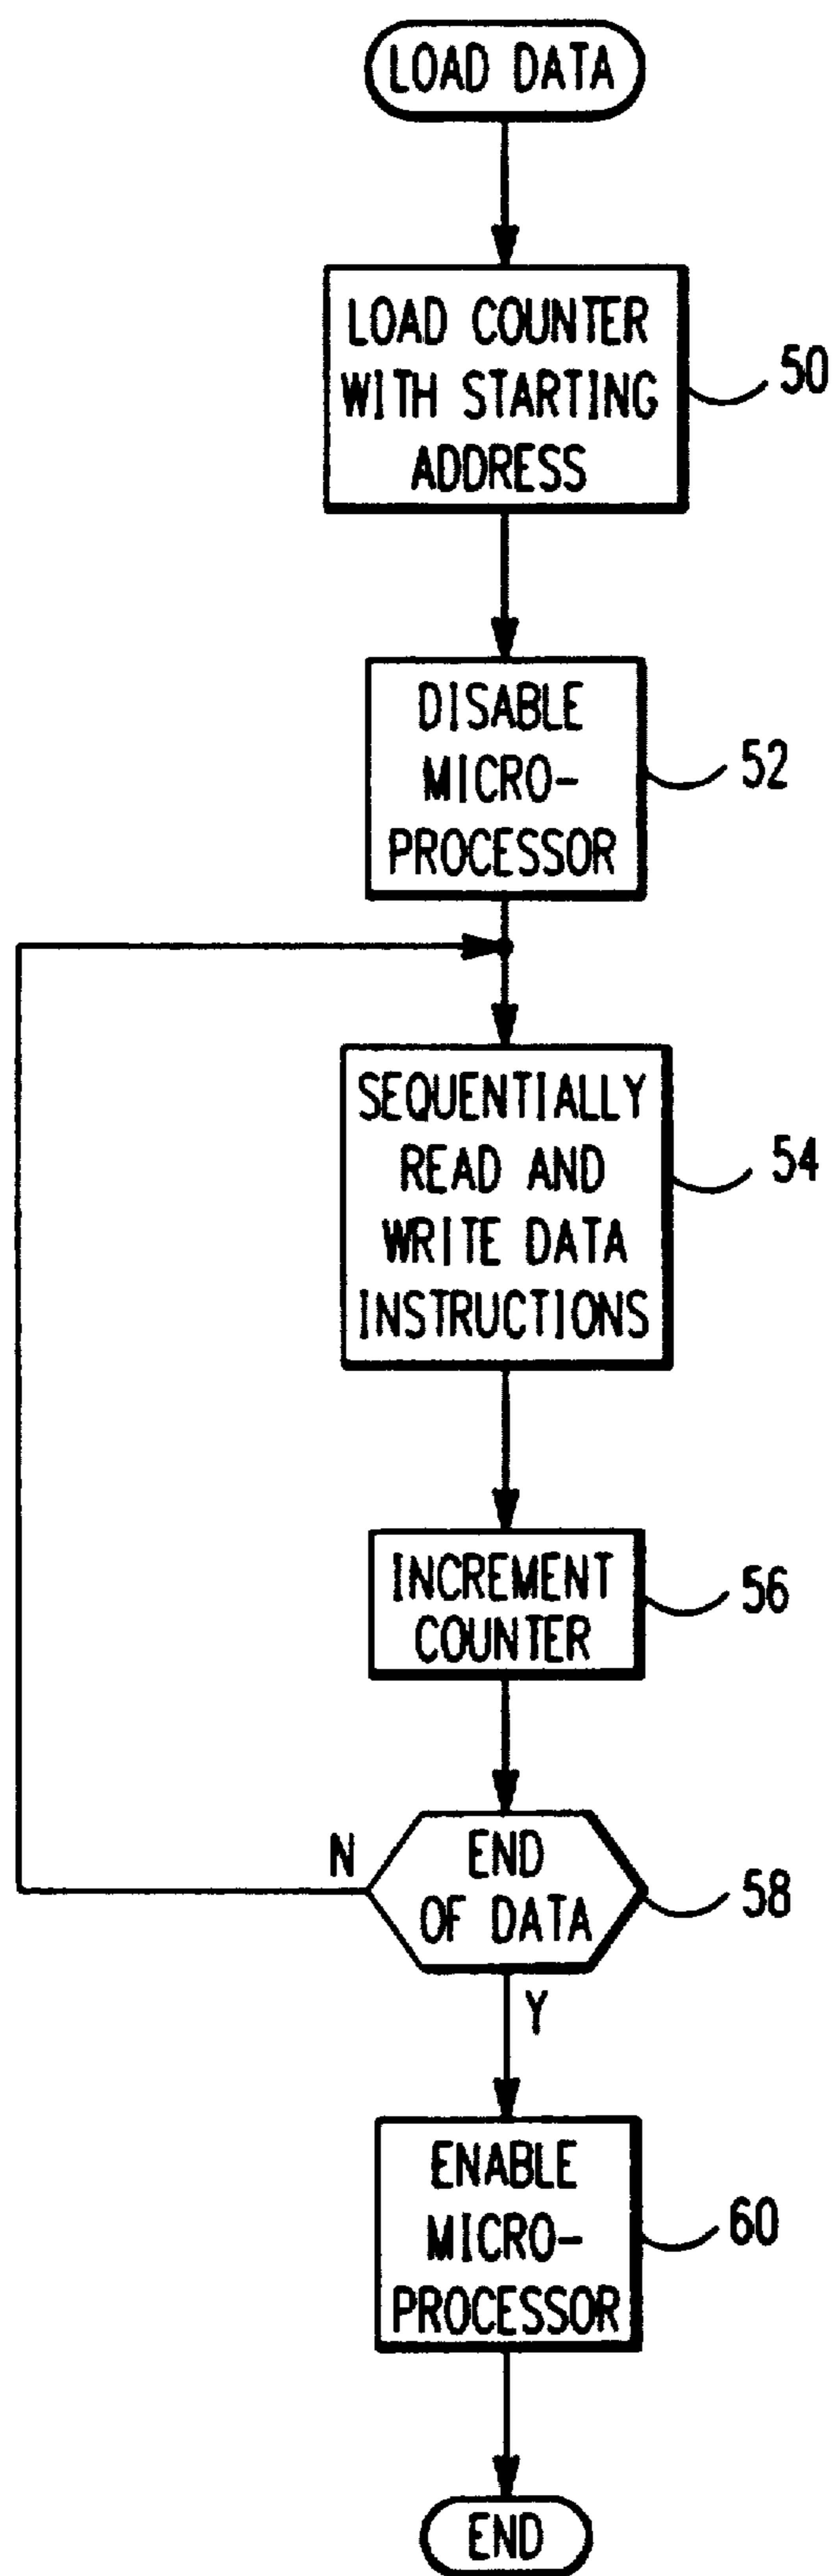 LOAD DATA
LOAD COUNTER
WITH STARTING
ADDRESS
50
DISABLE
MICRO-
PROCESSOR
52
SEQUENTIALLY
READ AND
WRITE DATA
INSTRUCTIONS
54
INCREMENT
COUNTER
56
END
OF DATA
58
N
Y
ENABLE
MICRO-
PROCESSOR
60
END